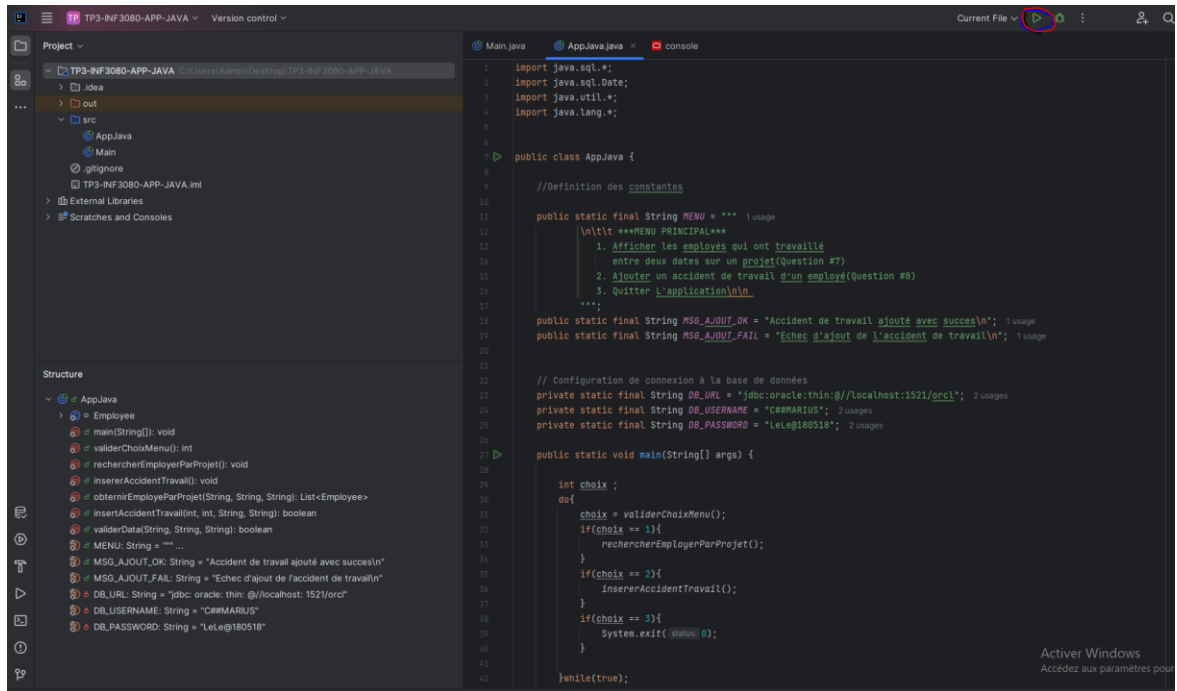 TP TP3-INF3080-APP-JAVA Version control Current File
Project
TP3-INF3080-APP-JAVA C:\Users\Admin\Desktop\TP3-INF3080-APP-JAVA
.idea
out
src
AppJava
Main
.gitignore
TP3-INF3080-APP-JAVA.iml
External Libraries
Scratches and Consoles
Structure
AppJava
Employee
main(String[]): void
validerChoixMenu(): int
rechercherEmployerParProjet(): void
insererAccidentTravail(): void
obternirEmployeParProjet(String, String, String): List<Employee>
insertAccidentTravail(int, int, String, String): boolean
validerData(String, String, String): boolean
MENU: String = """ ...
MSG_AJOUT_OK: String = "Accident de travail ajouté avec succes\n"
MSG_AJOUT_FAIL: String = "Echec d'ajout de l'accident de travail\n"
DB_URL: String = "jdbc: oracle: thin: @//localhost: 1521/orcl"
DB_USERNAME: String = "C##MARIUS"
DB_PASSWORD: String = "LeLe@180518"
Main.java AppJava.java × console
1 import java.sql.*;
2 import java.sql.Date;
3 import java.util.*;
4 import java.lang.*;
5
6
7 public class AppJava {
8
9 //Definition des constantes
10
11 public static final String MENU = """ 1 usage
12 \n\t\t ***MENU PRINCIPAL***
13 1. Afficher les employés qui ont travaillé
14 entre deux dates sur un projet(Question #7)
15 2. Ajouter un accident de travail d'un employé(Question #8)
16 3. Quitter L'application\n\n
17 """;
18 public static final String MSG_AJOUT_OK = "Accident de travail ajouté avec succes\n"; 1 usage
19 public static final String MSG_AJOUT_FAIL = "Echec d'ajout de l'accident de travail\n"; 1 usage
20
21
22 // Configuration de connexion à la base de données
23 private static final String DB_URL = "jdbc:oracle:thin:@//localhost:1521/orcl"; 2 usages
24 private static final String DB_USERNAME = "C##MARIUS"; 2 usages
25 private static final String DB_PASSWORD = "LeLe@180518"; 2 usages
26
27 public static void main(String[] args) {
28
29 int choix ;
30 do{
31 choix = validerChoixMenu();
32 if(choix == 1){
33 rechercherEmployerParProjet();
34 }
35 if(choix == 2){
36 insererAccidentTravail();
37 }
38 if(choix == 3){
39 System.exit( status: 0);
40 }
41
42 }while(true);
Activer Windows
Accédez aux paramètres pour